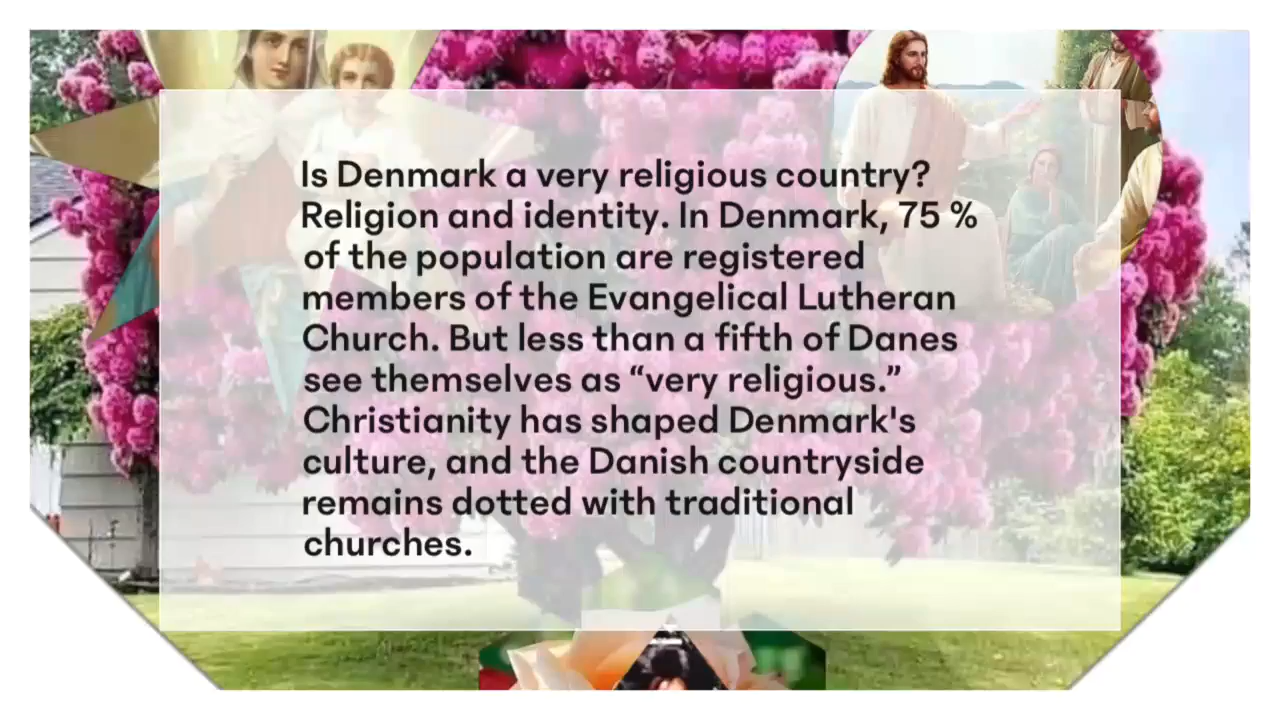 Is Denmark a very religious country?
Religion and identity. In Denmark, 75 %
of the population are registered
members of the Evangelical Lutheran
Church. But less than a fifth of Danes
see themselves as “very religious.”
Christianity has shaped Denmark's
culture, and the Danish countryside
remains dotted with traditional
churches.